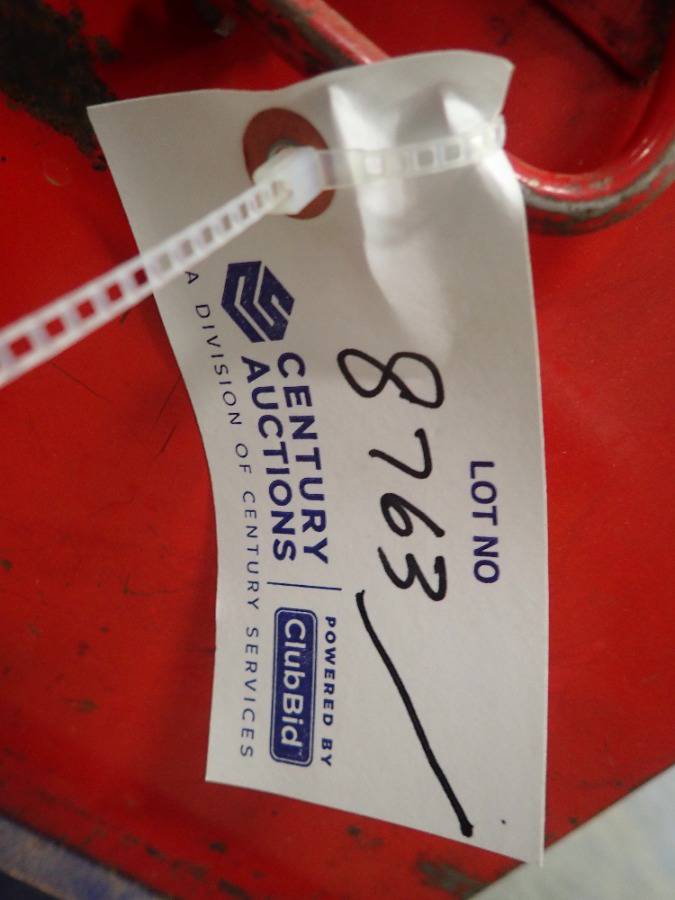 LOT NO
8763
CENTURY
AUCTIONS
POWERED BY
ClubBid
A DIVISION OF CENTURY SERVICES